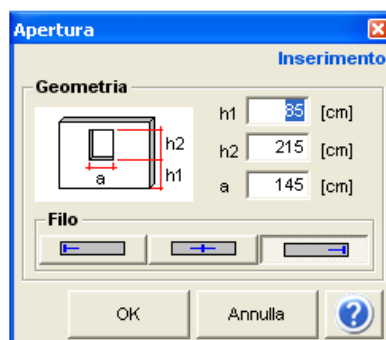 Apertura
Inserimento
Geometria
h2
h1
a
h1 85 [cm]
h2 215 [cm]
a 145 [cm]
Filo
OK Annulla ?